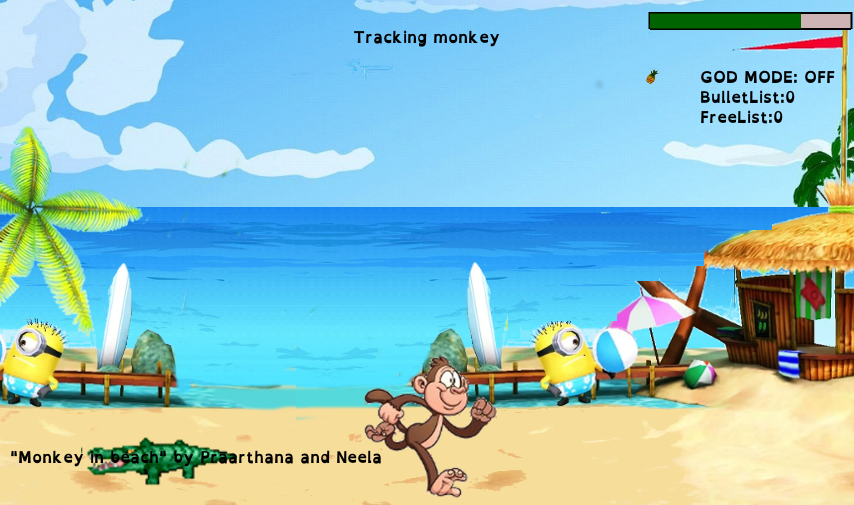 Tracking monkey
GOD MODE: OFF
BulletList:0
FreeList:0
"Monkey in beach" by Praarthana and Neela